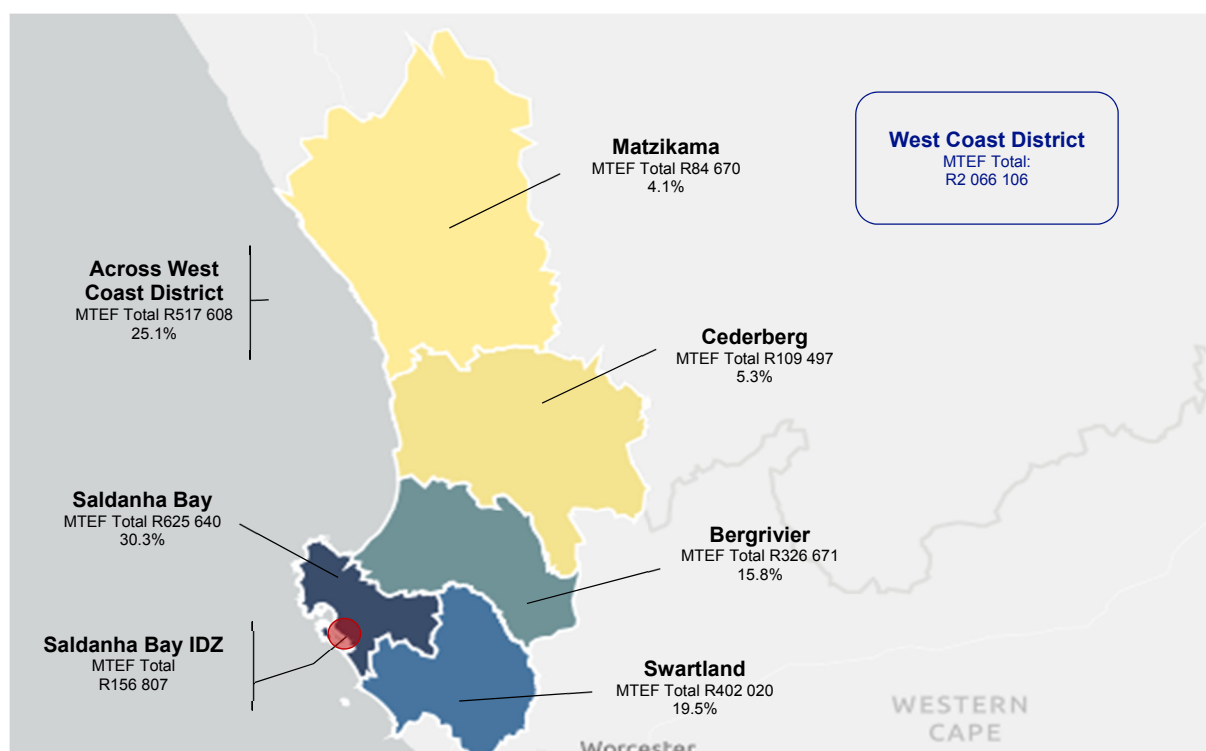 Matzikama
MTEF Total R84 670
4.1%
West Coast District
MTEF Total:
R2 066 106
Across West
Coast District
MTEF Total R517 608
25.1%
Cederberg
MTEF Total R109 497
5.3%
Saldanha Bay
MTEF Total R625 640
30.3%
Bergrivier
MTEF Total R326 671
15.8%
Saldanha Bay IDZ
MTEF Total
R156 807
Swartland
MTEF Total R402 020
19.5%
WESTERN
CAPE
Worcester